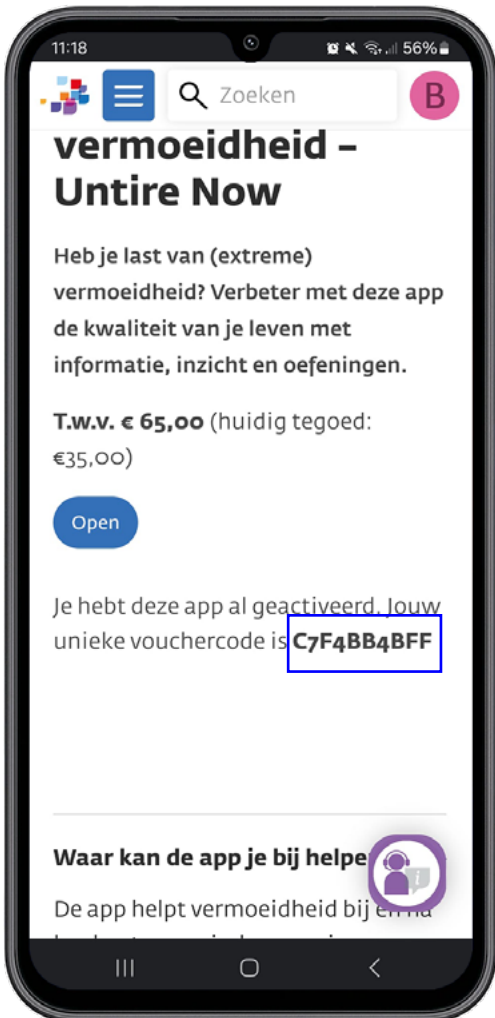 11:18
56%
Zoeken
B
vermoeidheid –
Untire Now
Heb je last van (extreme)
vermoeidheid? Verbeter met deze app
de kwaliteit van je leven met
informatie, inzicht en oefeningen.
T.w.v. € 65,00 (huidig tegoed:
€35,00)
Open
Je hebt deze app al geactiveerd. Jouw
unieke vouchercode is C7F4BB4BFF
Waar kan de app je bij helpe
De app helpt vermoeidheid bij en na